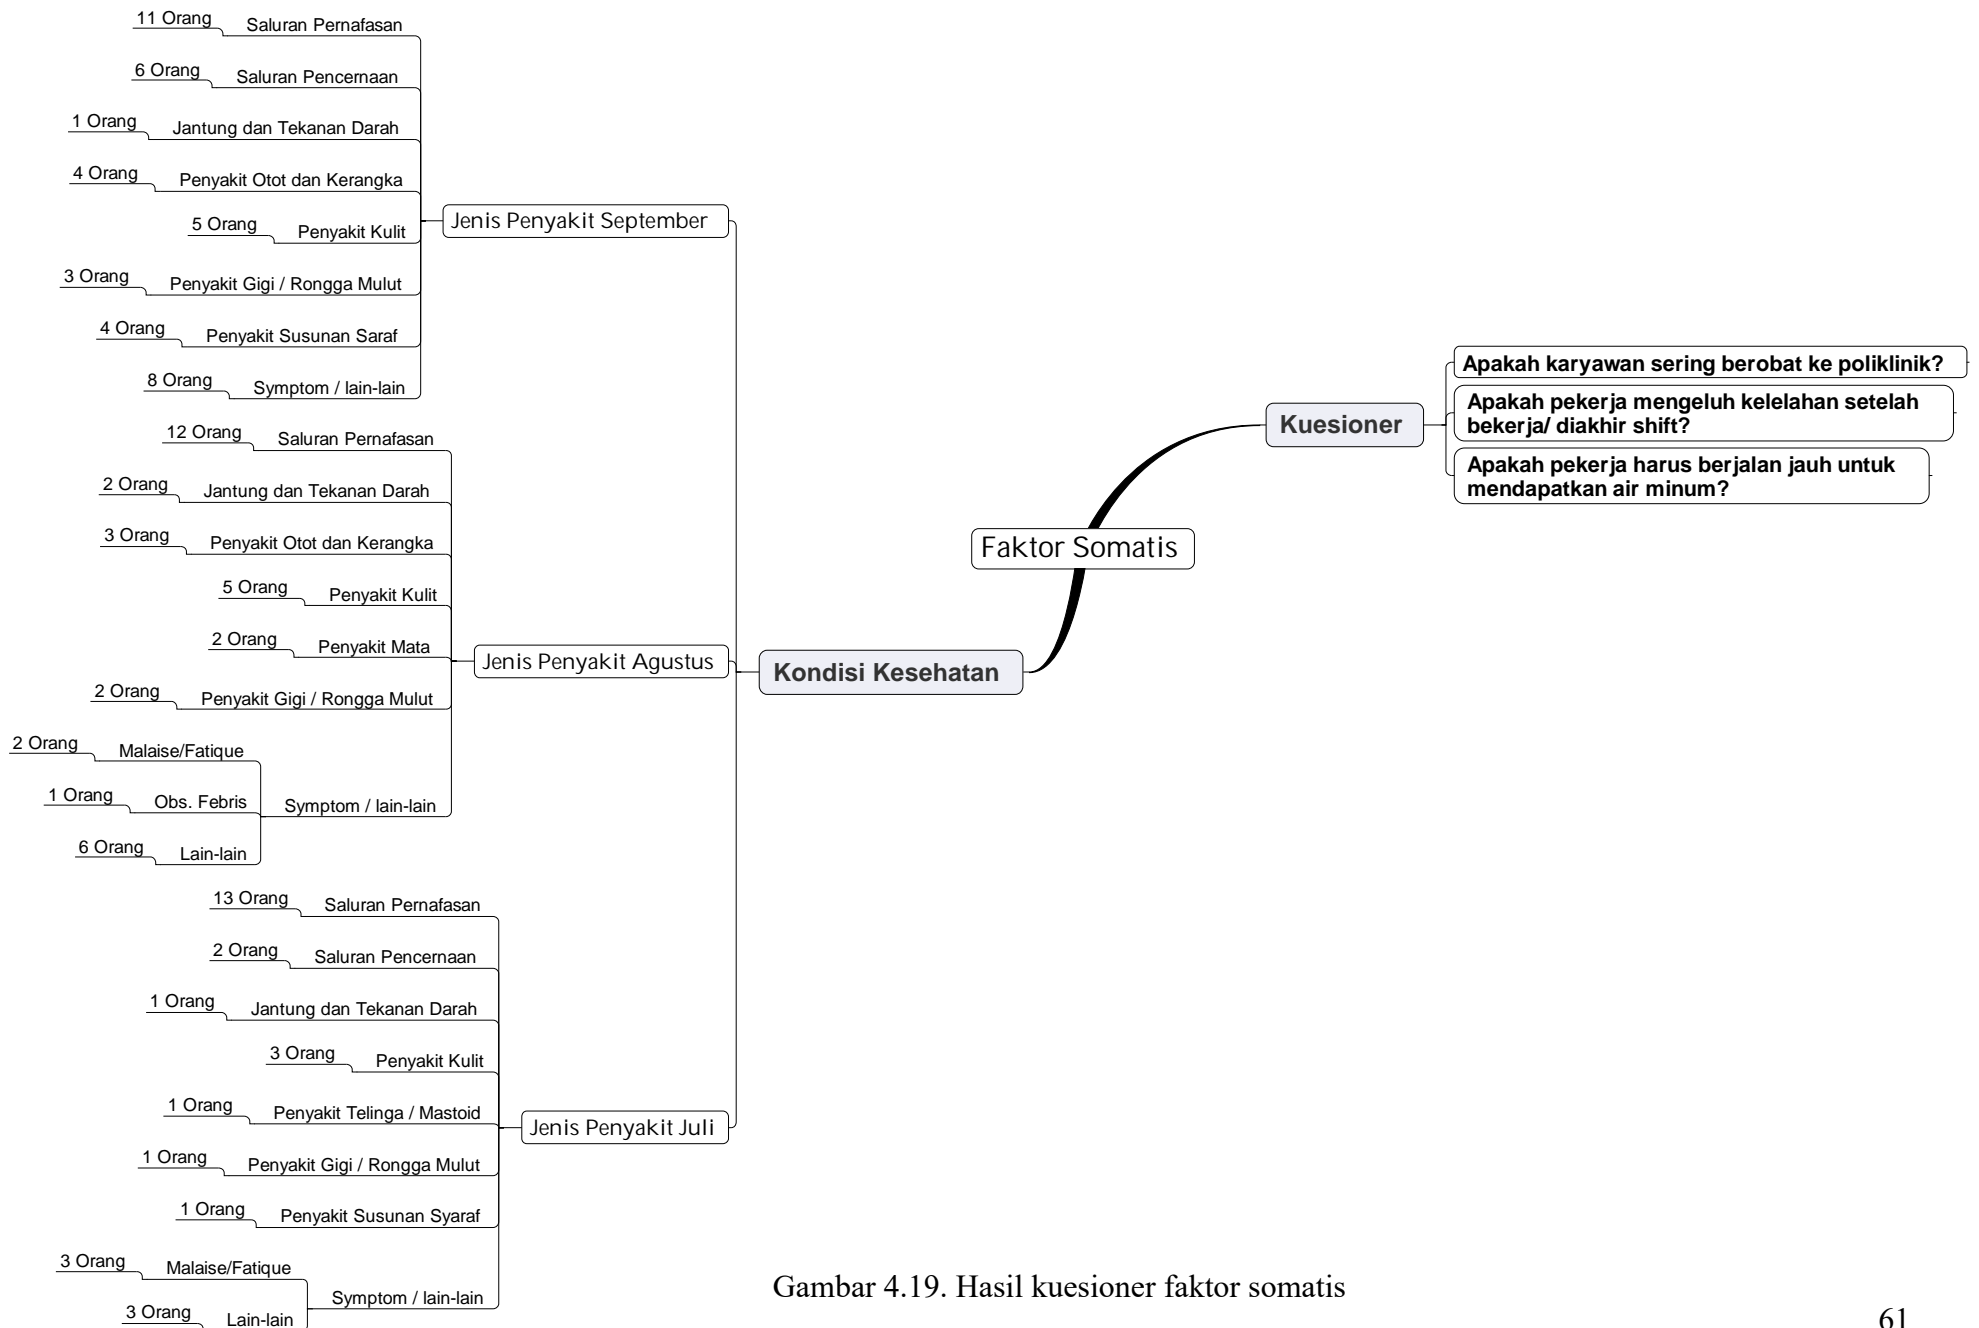 11 Orang Saluran Pernafasan
6 Orang Saluran Pencernaan
1 Orang Jantung dan Tekanan Darah
4 Orang Penyakit Otot dan Kerangka
5 Orang Penyakit Kulit
3 Orang Penyakit Gigi / Rongga Mulut
4 Orang Penyakit Susunan Saraf
8 Orang Symptom / lain-lain
Jenis Penyakit September
12 Orang Saluran Pernafasan
2 Orang Jantung dan Tekanan Darah
3 Orang Penyakit Otot dan Kerangka
5 Orang Penyakit Kulit
2 Orang Penyakit Mata
2 Orang Penyakit Gigi / Rongga Mulut
2 Orang Malaise/Fatique
1 Orang Obs. Febris
6 Orang Lain-lain
Symptom / lain-lain
Jenis Penyakit Agustus
13 Orang Saluran Pernafasan
2 Orang Saluran Pencernaan
1 Orang Jantung dan Tekanan Darah
3 Orang Penyakit Kulit
1 Orang Penyakit Telinga / Mastoid
1 Orang Penyakit Gigi / Rongga Mulut
1 Orang Penyakit Susunan Syaraf
3 Orang Malaise/Fatique
3 Orang Lain-lain
Symptom / lain-lain
Jenis Penyakit Juli
Kondisi Kesehatan
Faktor Somatis
Kuesioner
Apakah karyawan sering berobat ke poliklinik?
Apakah pekerja mengeluh kelelahan setelah
bekerja/ diakhir shift?
Apakah pekerja harus berjalan jauh untuk
mendapatkan air minum?
Gambar 4.19. Hasil kuesioner faktor somatis
61